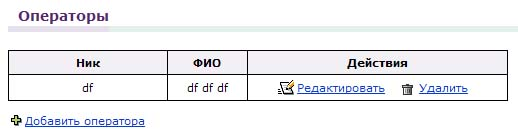 Операторы
Ник ФИО Действия
df df df df Редактировать Удалить
Добавить оператора